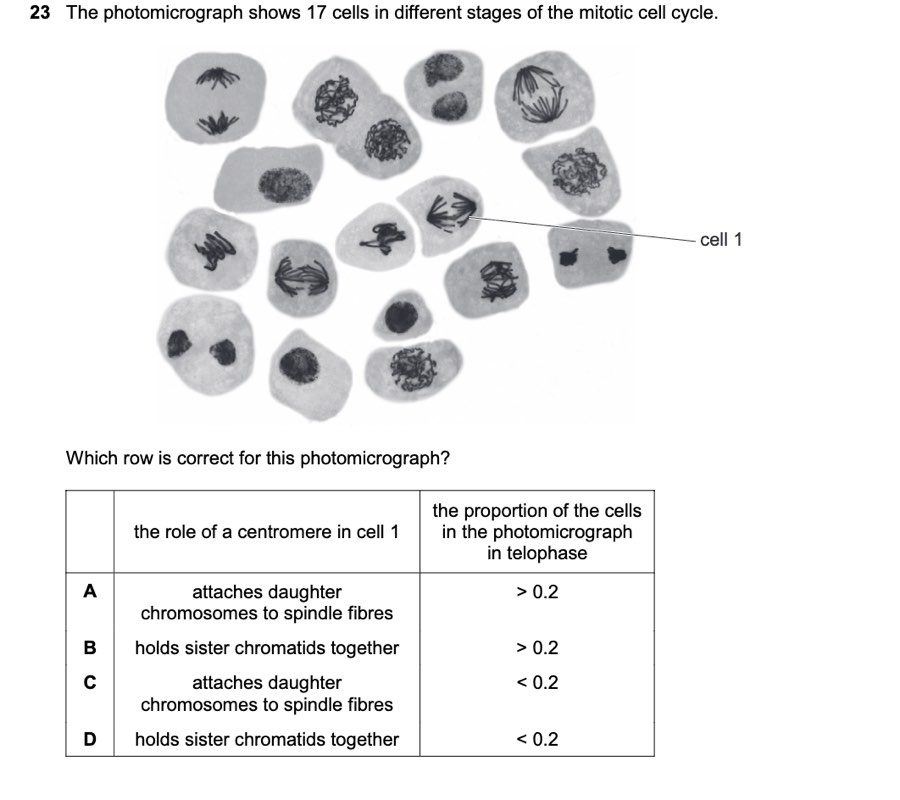 23 The photomicrograph shows 17 cells in different stages of the mitotic cell cycle.
cell 1
Which row is correct for this photomicrograph?
the role of a centromere in cell 1
the proportion of the cells
in the photomicrograph
in telophase
A attaches daughter
chromosomes to spindle fibres
> 0.2
B holds sister chromatids together > 0.2
C attaches daughter
chromosomes to spindle fibres
< 0.2
D holds sister chromatids together < 0.2